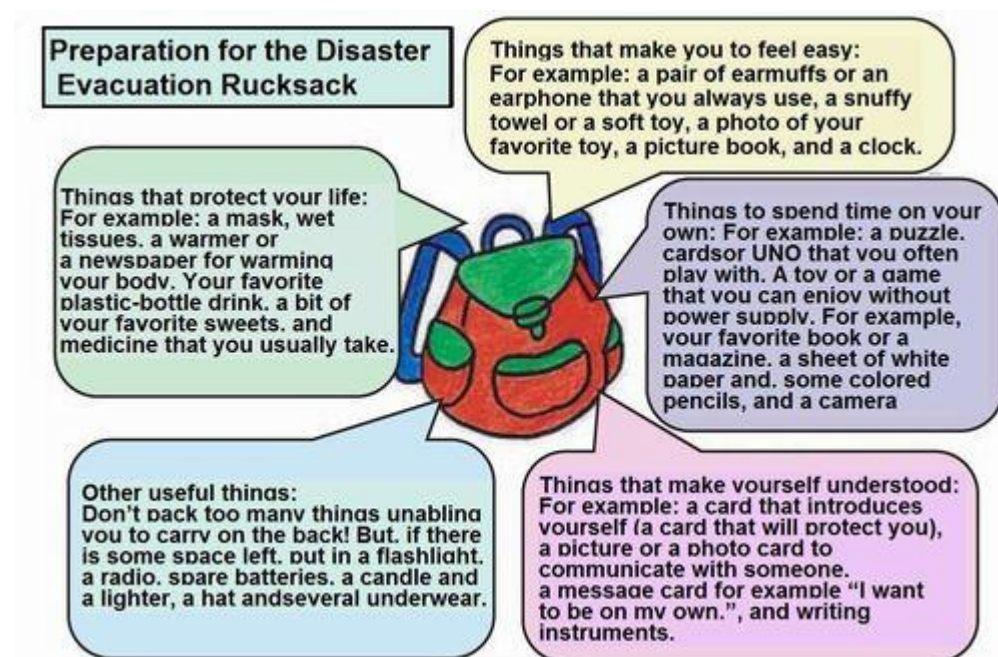 Preparation for the Disaster
Evacuation Rucksack
Things that make you to feel easy:
For example: a pair of earmuffs or an
earphone that you always use, a snuffy
towel or a soft toy, a photo of your
favorite toy, a picture book, and a clock.
Things that protect your life:
For example: a mask, wet
tissues. a warmer or
a newspaper for warming
your body. Your favorite
plastic-bottle drink. a bit of
your favorite sweets. and
medicine that you usually take.
Things to spend time on your
own: For example: a puzzle.
cardsor UNO that you often
play with. A toy or a game
that you can enjoy without
power supply. For example,
your favorite book or a
magazine. a sheet of white
paper and. some colored
pencils, and a camera
Other useful things:
Don't pack too many things unabling
you to carry on the back! But. if there
is some space left. put in a flashlight.
a radio. spare batteries. a candle and
a lighter, a hat andseveral underwear.
Things that make yourself understood:
For example: a card that introduces
yourself (a card that will protect you),
a picture or a photo card to
communicate with someone.
a message card for example "I want
to be on my own.", and writing
instruments.